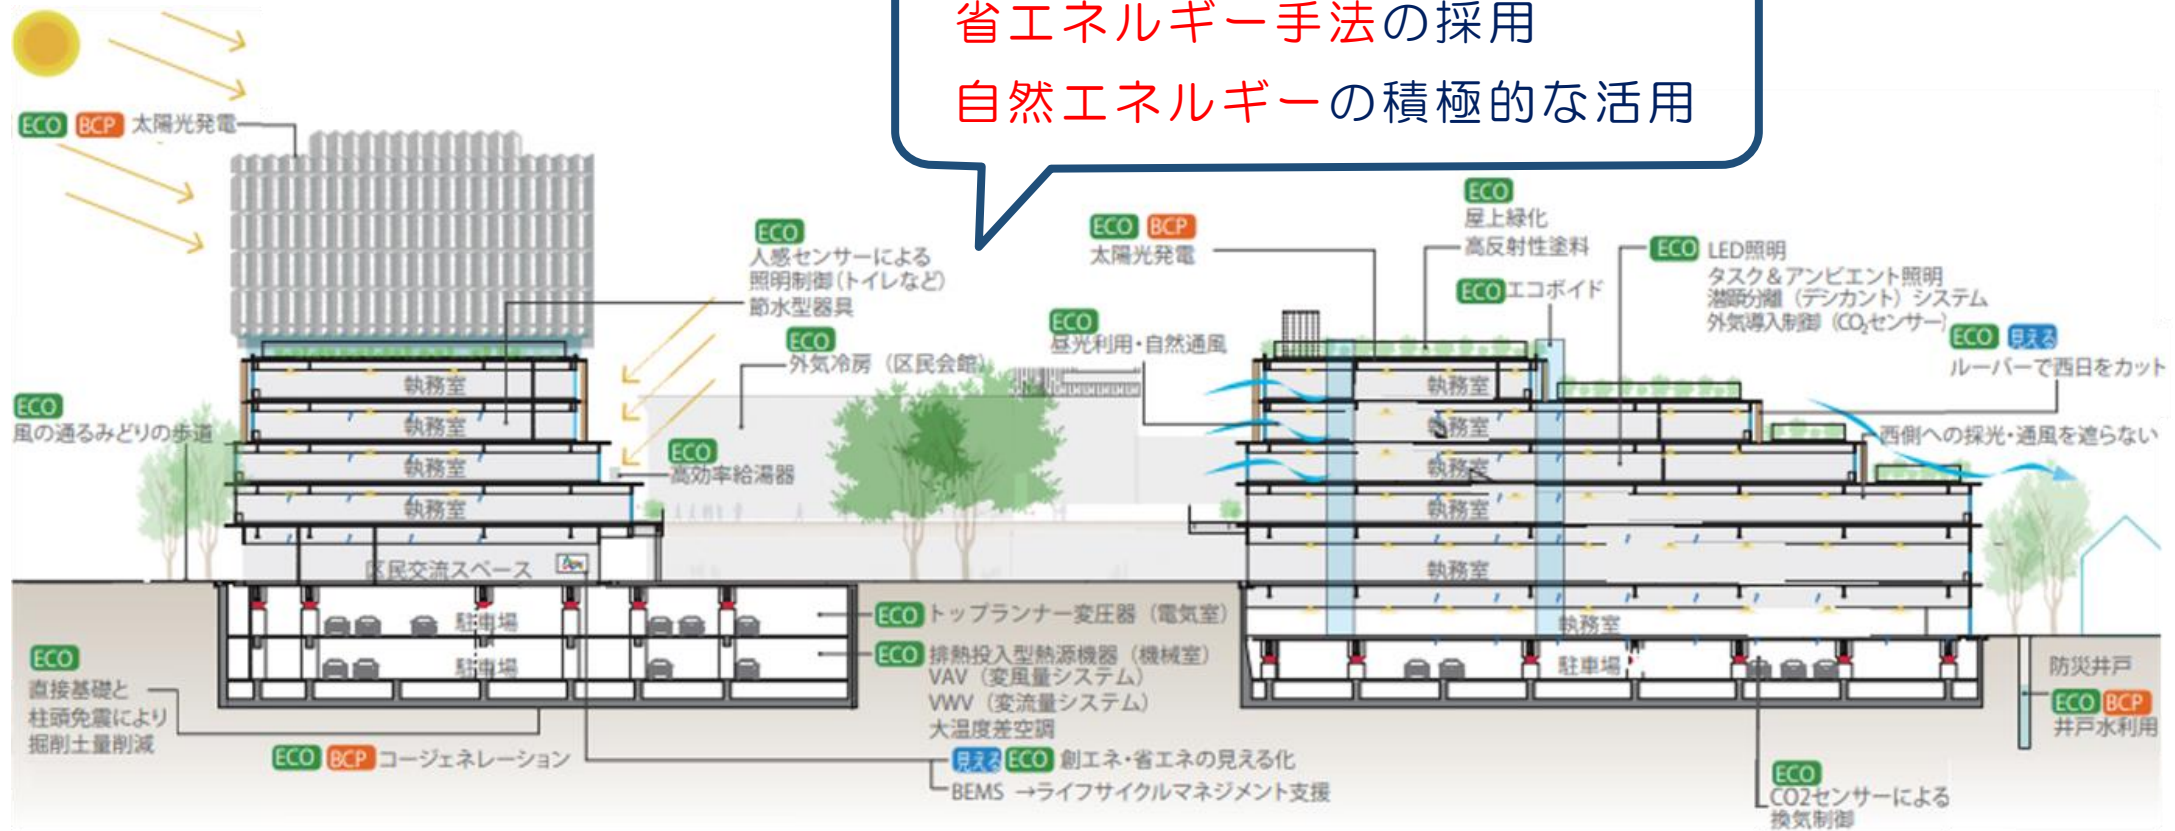 省エネルギー手法の採用
自然エネルギーの積極的な活用
ECO BCP 太陽光発電
ECO
人感センサーによる
照明制御(トイレなど)
節水型器具
ECO
外気冷房（区民会館）
ECO
風の通るみどりの歩道
ECO
高効率給湯器
執務室
執務室
執務室
執務室
区民交流スペース
駐車場
駐車場
ECO
直接基礎と
柱頭免震により
掘削土量削減
ECO BCP コージェネレーション
ECO トップランナー変圧器（電気室）
ECO 排熱投入型熱源機器（機械室）
VAV（変風量システム）
VWV（変流量システム）
大温度差空調
見える ECO 創エネ・省エネの見える化
BEMS →ライフサイクルマネジメント支援
ECO BCP
太陽光発電
ECO
屋上緑化
高反射性塗料
ECO エコボイド
ECO
昼光利用・自然通風
ECO LED照明
タスク＆アンビエント照明
潜顕分離（デシカント）システム
外気導入制御（CO₂センサー）
ECO 見える
ルーバーで西日をカット
西側への採光・通風を遮らない
執務室
執務室
執務室
執務室
執務室
執務室
駐車場
防災井戸
ECO BCP
井戸水利用
ECO
CO2センサーによる
換気制御